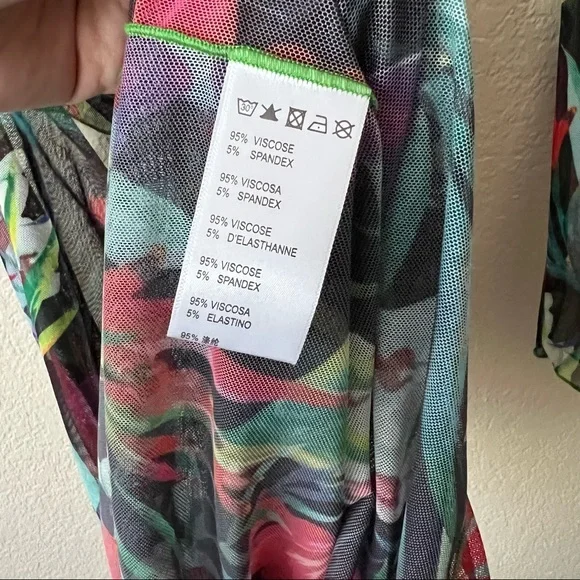 30°
95% VISCOSE
5% SPANDEX
95% VISCOSA
5% SPANDEX
95% VISCOSE
5% D'ELASTHANNE
95% VISCOSE
5% SPANDEX
95% VISCOSA
5% ELASTINO
95%